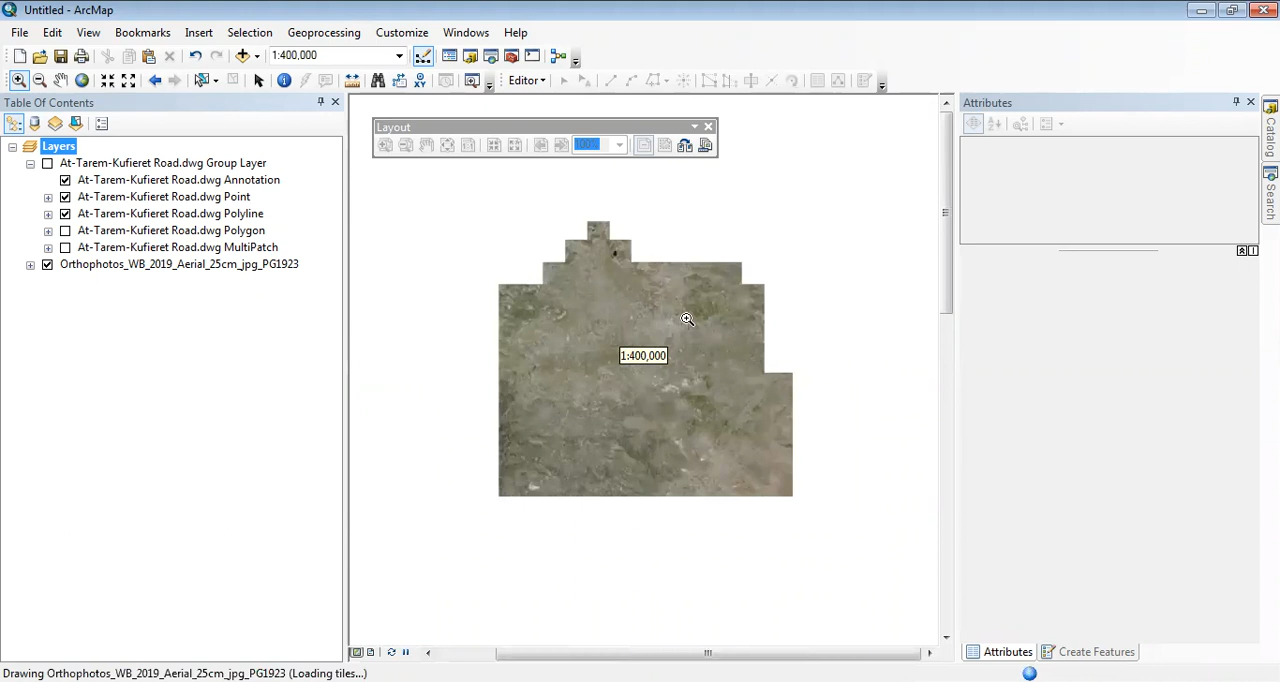 Untitled - ArcMap
File Edit View Bookmarks Insert Selection Geoprocessing Customize Windows Help
1:400,000
Editor
Table Of Contents
Layers
At-Tarem-Kufieret Road.dwg Group Layer
At-Tarem-Kufieret Road.dwg Annotation
At-Tarem-Kufieret Road.dwg Point
At-Tarem-Kufieret Road.dwg Polyline
At-Tarem-Kufieret Road.dwg Polygon
At-Tarem-Kufieret Road.dwg MultiPatch
Orthophotos_WB_2019_Aerial_25cm_jpg_PG1923
Layout
100%
1:400,000
Attributes
Catalog
Search
Attributes Create Features
Drawing Orthophotos_WB_2019_Aerial_25cm_jpg_PG1923 (Loading tiles...)